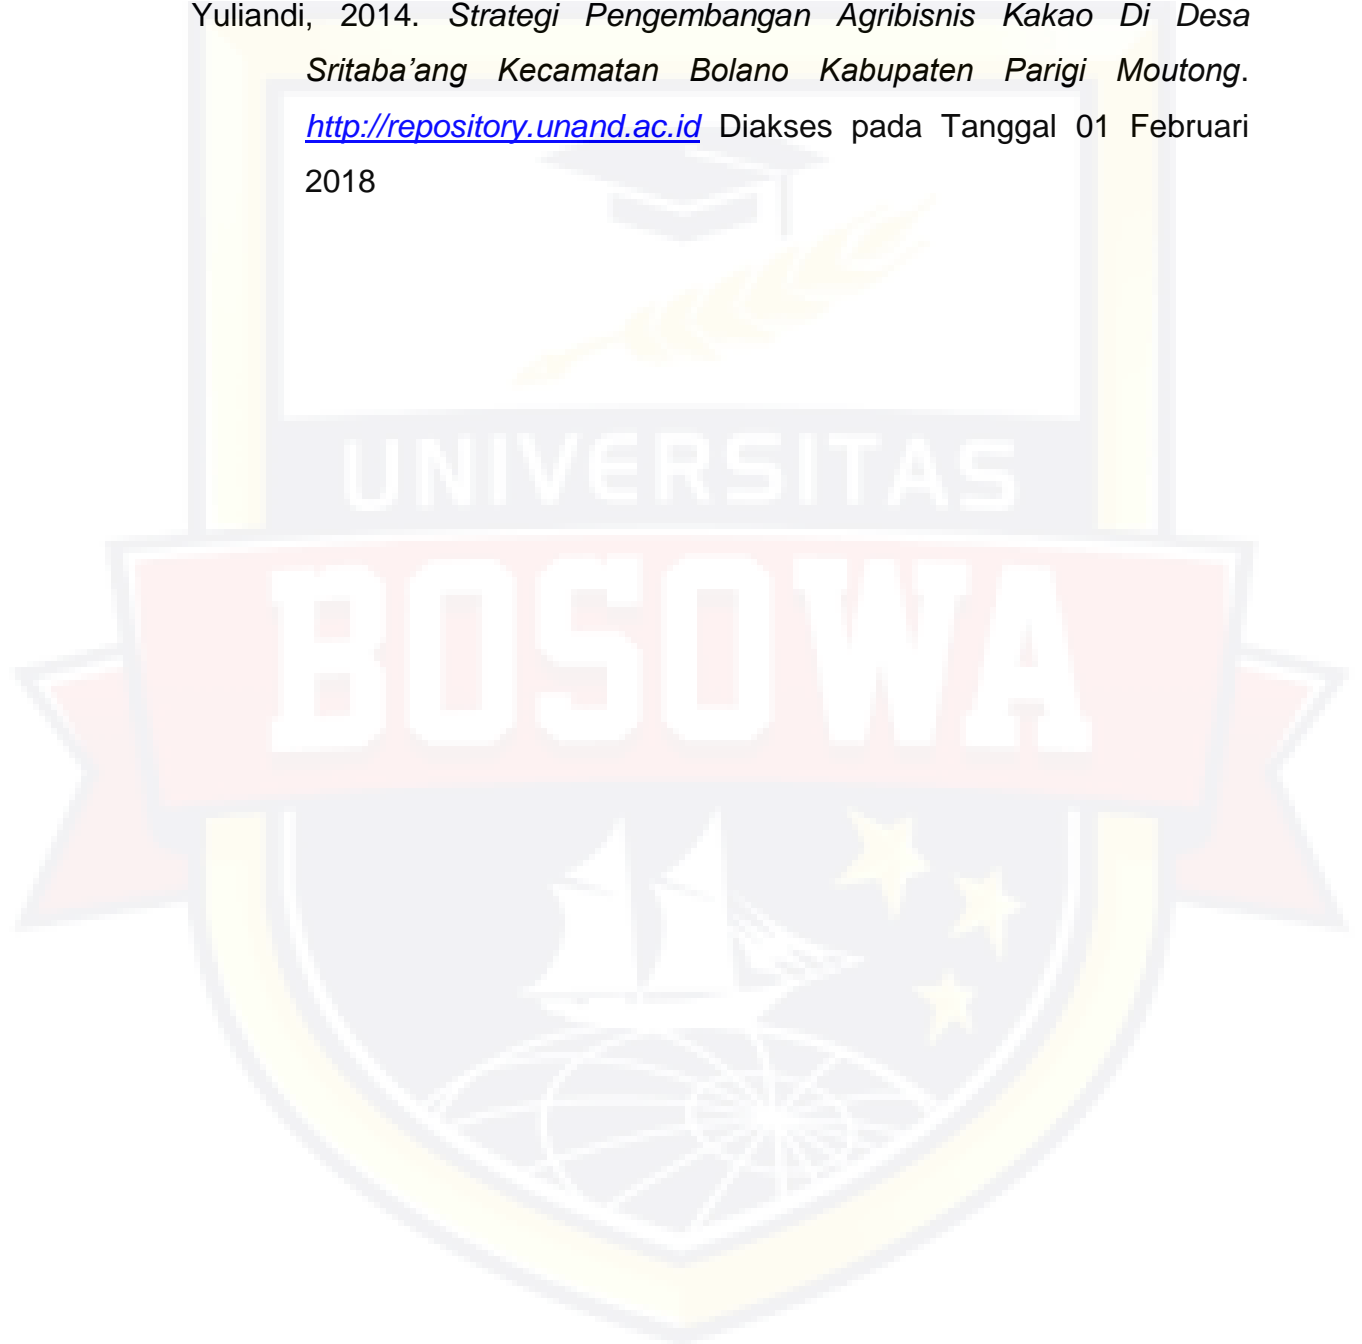 Yuliandi, 2014. Strategi Pengembangan Agribisnis Kakao Di Desa
Sritaba’ang Kecamatan Bolano Kabupaten Parigi Moutong.
http://repository.unand.ac.id Diakses pada Tanggal 01 Februari
2018
UNIVERSITAS
BOSOWA